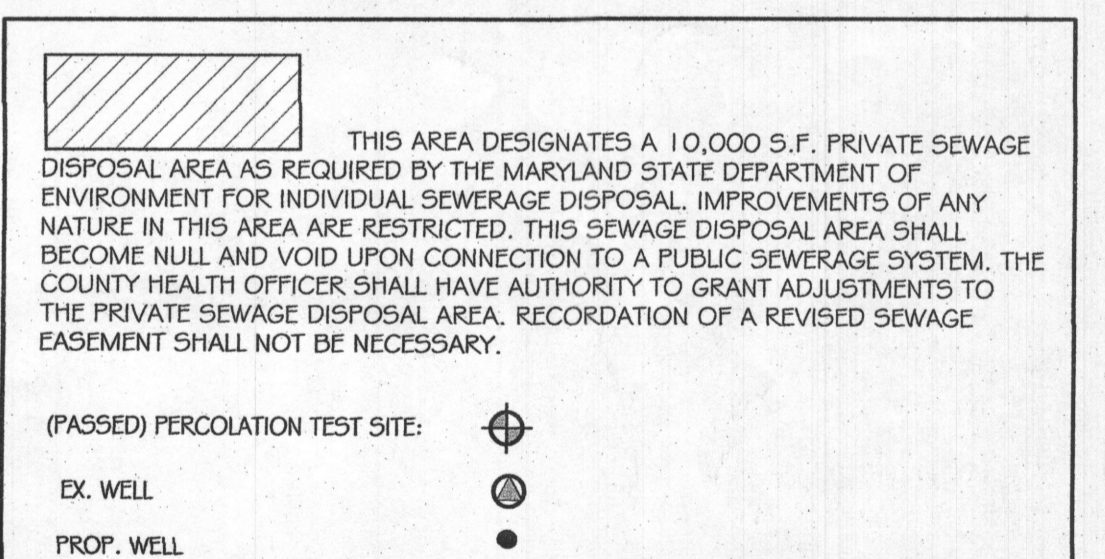 THIS AREA DESIGNATES A 10,000 S.F. PRIVATE SEWAGE
DISPOSAL AREA AS REQUIRED BY THE MARYLAND STATE DEPARTMENT OF
ENVIRONMENT FOR INDIVIDUAL SEWERAGE DISPOSAL. IMPROVEMENTS OF ANY
NATURE IN THIS AREA ARE RESTRICTED. THIS SEWAGE DISPOSAL AREA SHALL
BECOME NULL AND VOID UPON CONNECTION TO A PUBLIC SEWERAGE SYSTEM. THE
COUNTY HEALTH OFFICER SHALL HAVE AUTHORITY TO GRANT ADJUSTMENTS TO
THE PRIVATE SEWAGE DISPOSAL AREA. RECORDATION OF A REVISED SEWAGE
EASEMENT SHALL NOT BE NECESSARY.
(PASSED) PERCOLATION TEST SITE:
EX. WELL
PROP. WELL